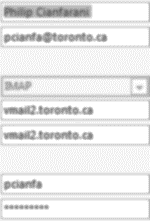 Philip Cianfarani
pcianfa@toronto.ca
IMAP
vmail2.toronto.ca
vmail2.toronto.ca
pcianfa
*********